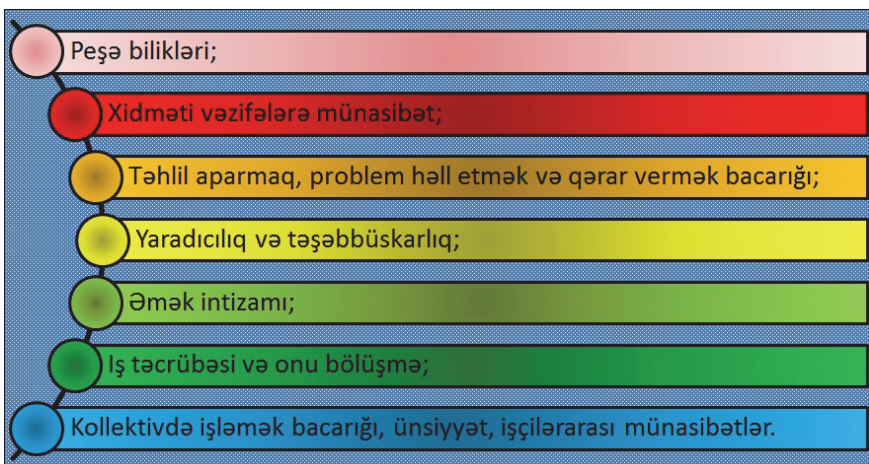 Peşə bilikləri;
Xidməti vəzifələrə münasibət;
Təhlil aparmaq, problem həll etmək və qərar vermək bacarığı;
Yaradıcılıq və təşəbbüskarlıq;
Əmək intizamı;
Iş təcrübəsi və onu bölüşmə;
Kollektivdə işləmək bacarığı, ünsiyyət, işçilərarası münasibətlər.